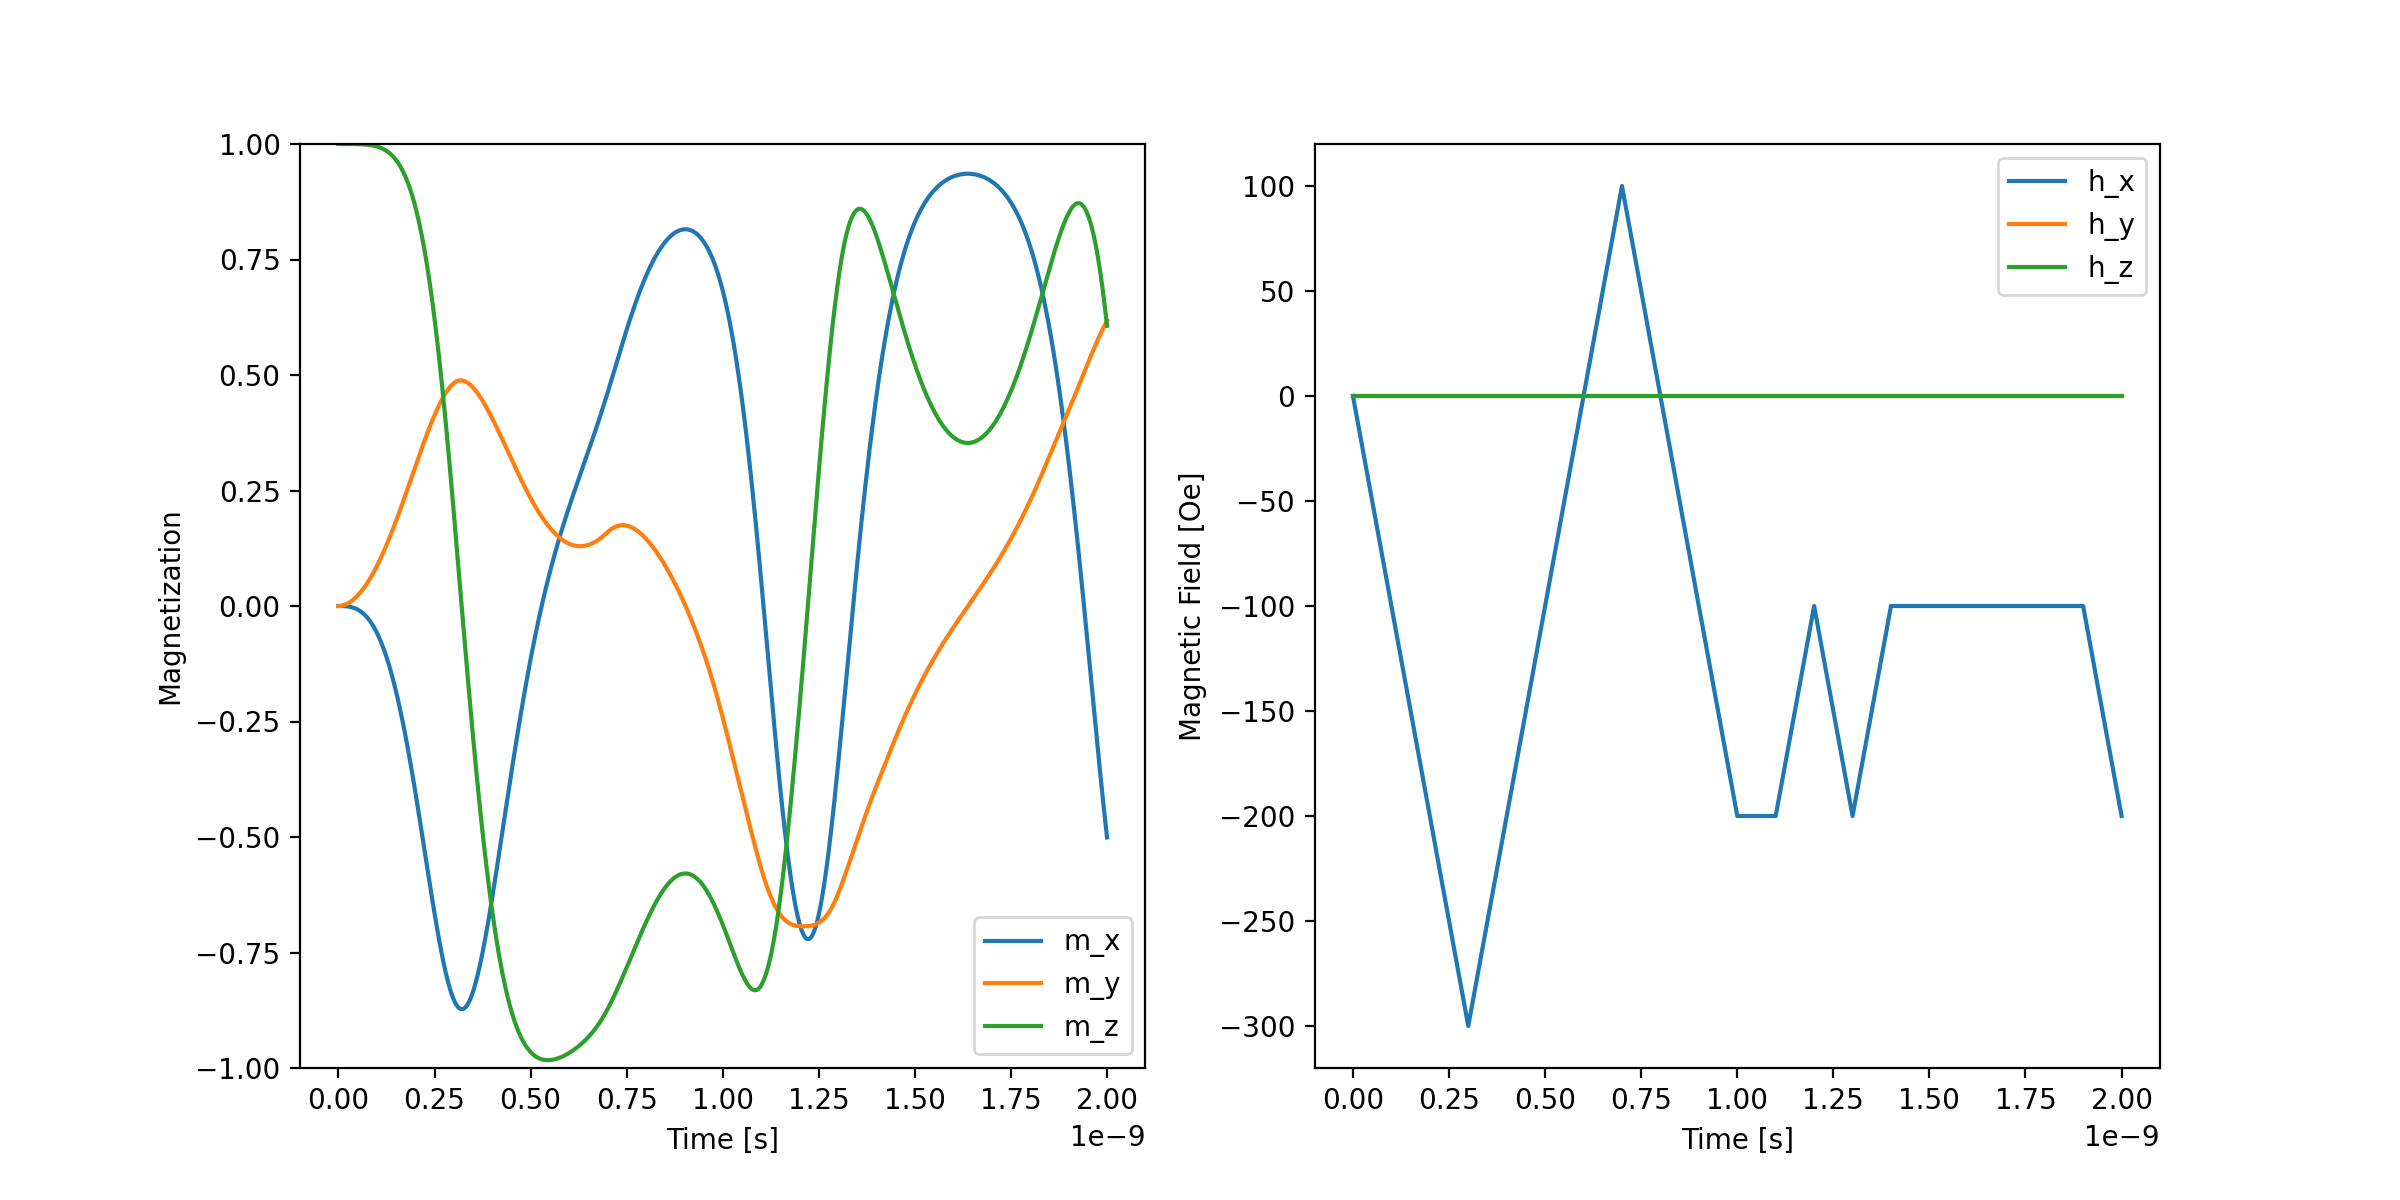 Magnetization
1.00
0.75
0.50
0.25
0.00
−0.25
−0.50
−0.75
−1.00
m_x
m_y
m_z
0.00 0.25 0.50 0.75 1.00 1.25 1.50 1.75 2.00
Time [s]
1e−9
Magnetic Field [Oe]
100
50
0
−50
−100
−150
−200
−250
−300
h_x
h_y
h_z
0.00 0.25 0.50 0.75 1.00 1.25 1.50 1.75 2.00
Time [s]
1e−9